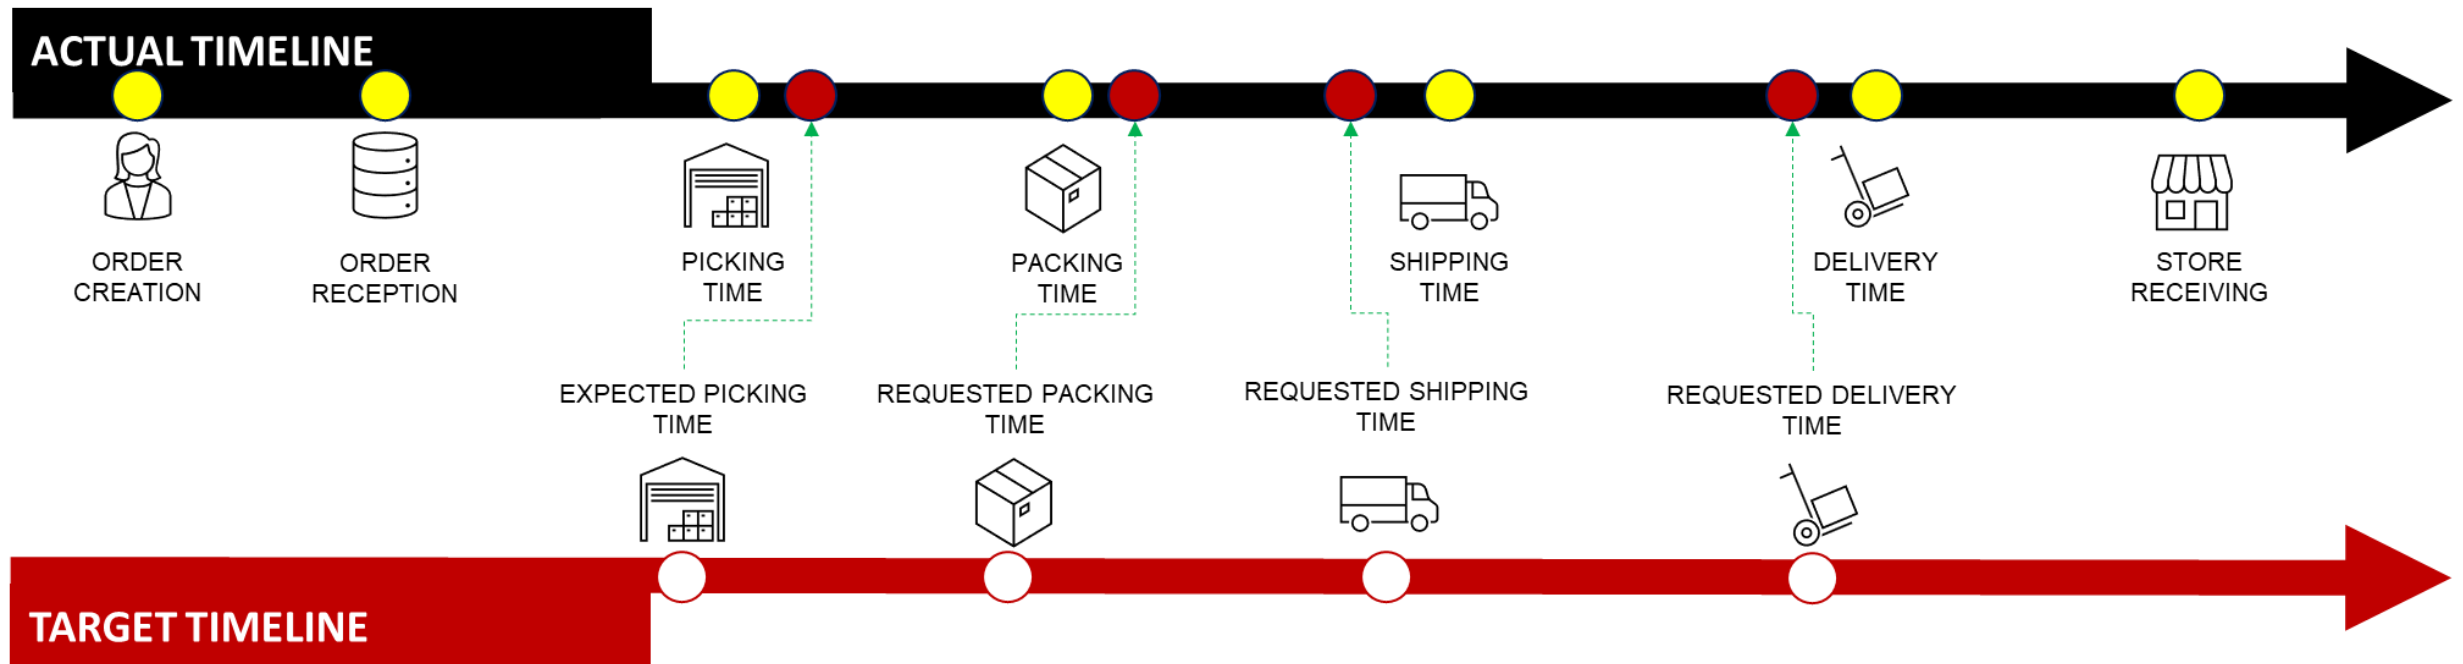 ACTUAL TIMELINE
ORDER
CREATION
ORDER
RECEPTION
PICKING
TIME
PACKING
TIME
SHIPPING
TIME
DELIVERY
TIME
STORE
RECEIVING
EXPECTED PICKING
TIME
REQUESTED PACKING
TIME
REQUESTED SHIPPING
TIME
REQUESTED DELIVERY
TIME
TARGET TIMELINE